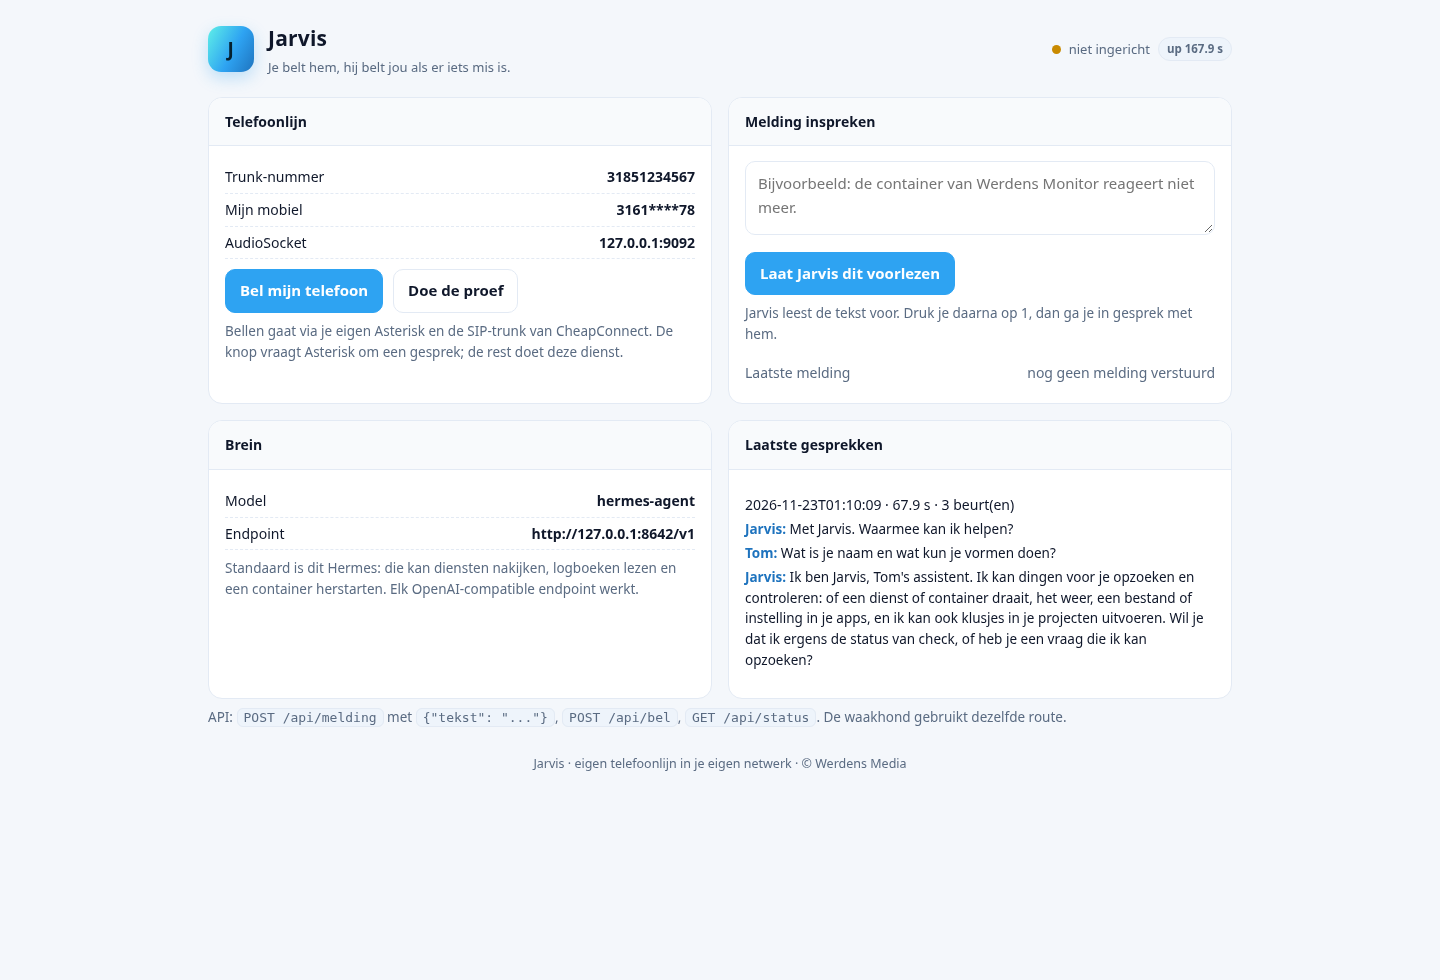 J
Jarvis
Je belt hem, hij belt jou als er iets mis is.
niet ingericht
up 167.9 s
Telefoonlijn
Trunk-nummer 31851234567
Mijn mobiel 3161****78
AudioSocket 127.0.0.1:9092
Bel mijn telefoon Doe de proef
Bellen gaat via je eigen Asterisk en de SIP-trunk van CheapConnect. De
knop vraagt Asterisk om een gesprek; de rest doet deze dienst.
Melding inspreken
Bijvoorbeeld: de container van Werdens Monitor reageert niet
meer.
Laat Jarvis dit voorlezen
Jarvis leest de tekst voor. Druk je daarna op 1, dan ga je in gesprek met
hem.
Laatste melding nog geen melding verstuurd
Brein
Model hermes-agent
Endpoint http://127.0.0.1:8642/v1
Standaard is dit Hermes: die kan diensten nakijken, logboeken lezen en
een container herstarten. Elk OpenAI-compatible endpoint werkt.
Laatste gesprekken
2026-11-23T01:10:09 · 67.9 s · 3 beurt(en)
Jarvis: Met Jarvis. Waarmee kan ik helpen?
Tom: Wat is je naam en wat kun je vormen doen?
Jarvis: Ik ben Jarvis, Tom's assistent. Ik kan dingen voor je opzoeken en
controleren: of een dienst of container draait, het weer, een bestand of
instelling in je apps, en ik kan ook klusjes in je projecten uitvoeren. Wil je
dat ik ergens de status van check, of heb je een vraag die ik kan
opzoeken?
API: POST /api/melding met {"tekst": "..."}, POST /api/bel, GET /api/status. De waakhond gebruikt dezelfde route.
Jarvis · eigen telefoonlijn in je eigen netwerk · © Werdens Media